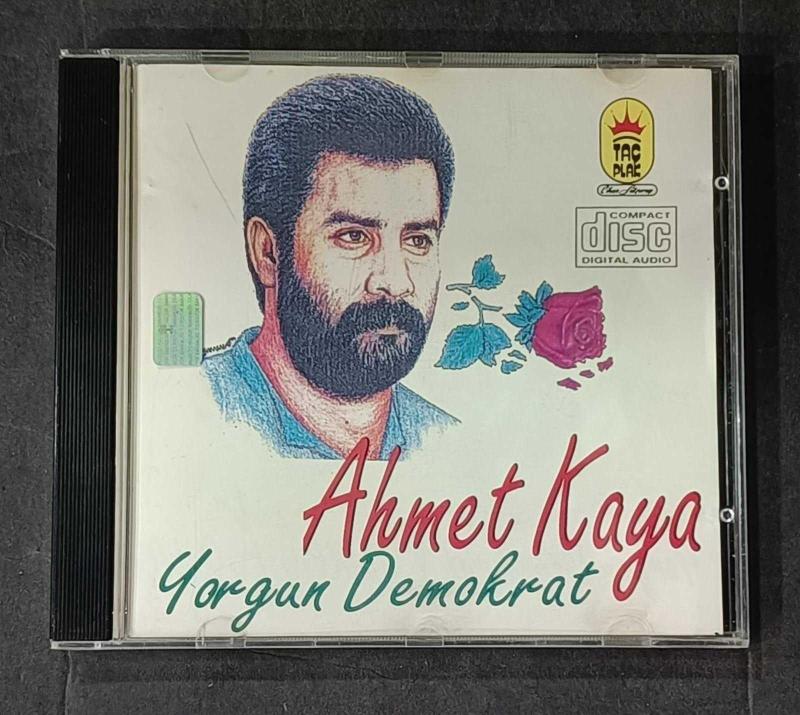 TAÇ
PLAK
COMPACT
disc
DIGITAL AUDIO
Ahmet Kaya
Yorgun Demokrat